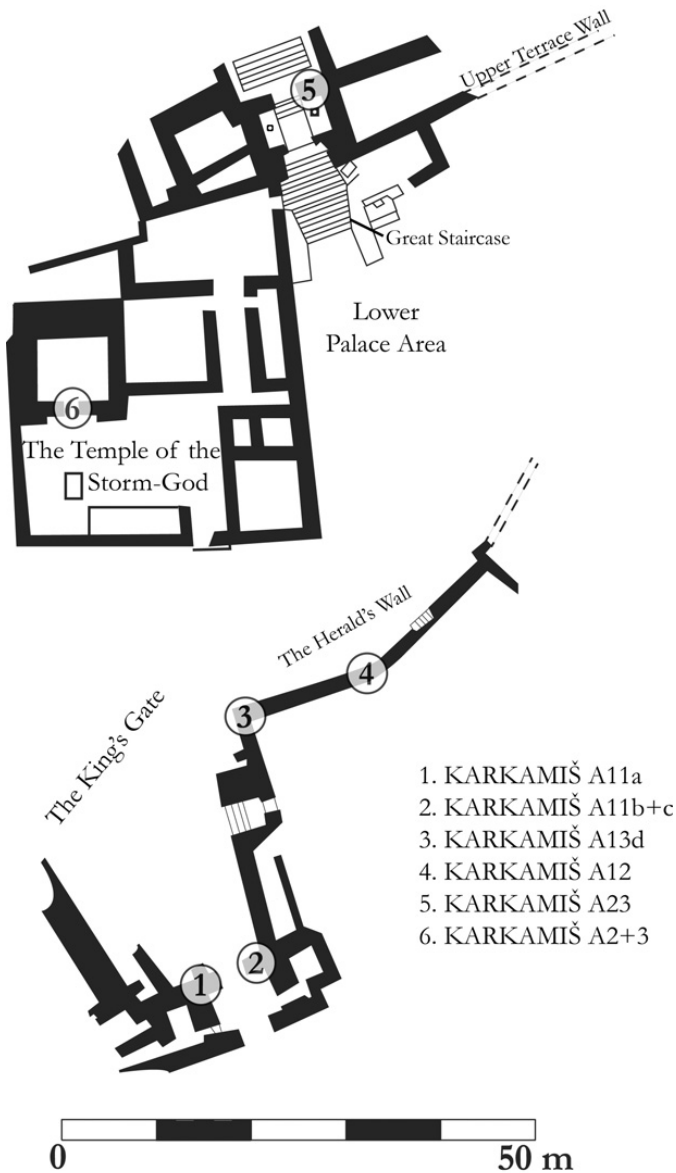 Upper Terrace Wall
5
Great Staircase
Lower
Palace Area
6
The Temple of the
Storm-God
The Herald's Wall
4
3
The King's Gate
1. KARKAMIŠ A11a
2. KARKAMIŠ A11b+c
3. KARKAMIŠ A13d
4. KARKAMIŠ A12
5. KARKAMIŠ A23
6. KARKAMIŠ A2+3
2
1
0
50 m